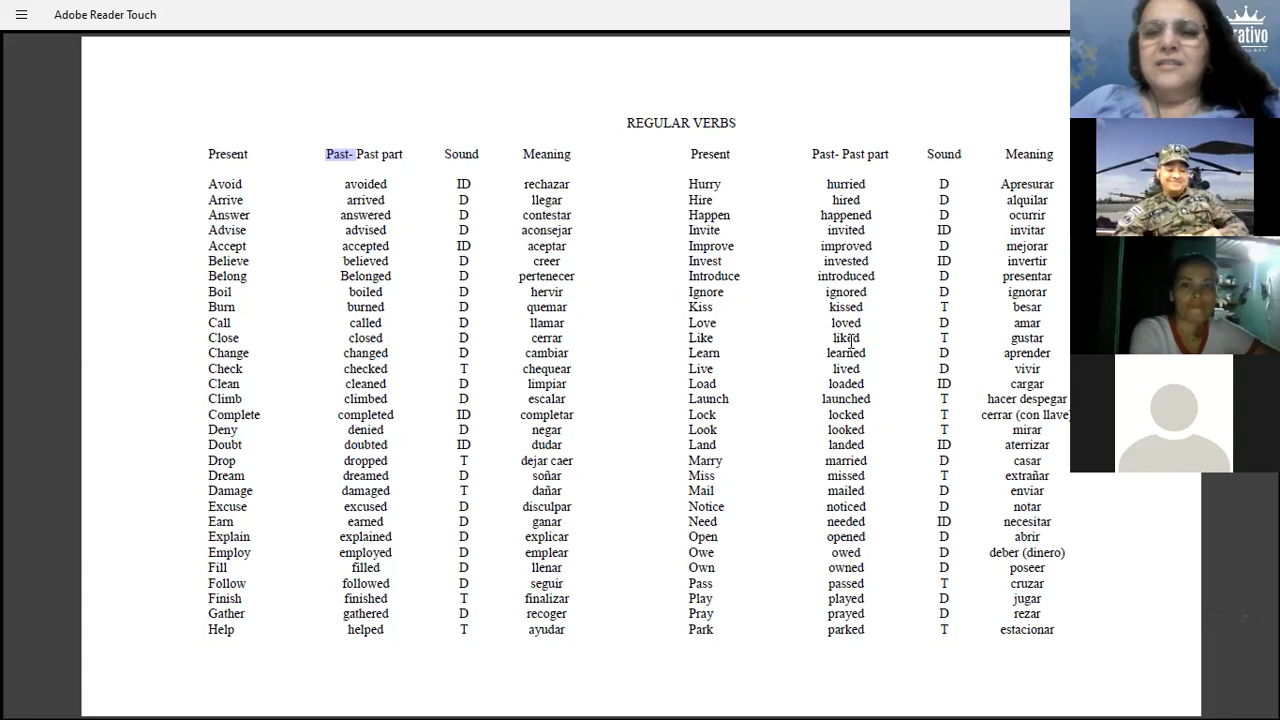 Adobe Reader Touch
rativo
REGULAR VERBS
Present Past- Past part Sound Meaning Present Past- Past part Sound Meaning
Avoid avoided ID rechazar Hurry hurried D Apresurar
Arrive arrived D llegar Hire hired D alquilar
Answer answered D contestar Happen happened D ocurrir
Advise advised D aconsejar Invite invited ID invitar
Accept accepted ID aceptar Improve improved D mejorar
Believe believed D creer Invest invested ID invertir
Belong Belonged D pertenecer Introduce introduced D presentar
Boil boiled D hervir Ignore ignored D ignorar
Burn burned D quemar Kiss kissed T besar
Call called D llamar Love loved D amar
Close closed D cerrar Like liked T gustar
Change changed D cambiar Learn learned D aprender
Check checked T chequear Live lived D vivir
Clean cleaned D limpiar Load loaded ID cargar
Climb climbed D escalar Launch launched T hacer despegar
Complete completed ID completar Lock locked T cerrar (con llave)
Deny denied D negar Look looked T mirar
Doubt doubted ID dudar Land landed ID aterrizar
Drop dropped T dejar caer Marry married D casar
Dream dreamed D soñar Miss missed T extrañar
Damage damaged T dañar Mail mailed D enviar
Excuse excused D disculpar Notice noticed D notar
Earn earned D ganar Need needed ID necesitar
Explain explained D explicar Open opened D abrir
Employ employed D emplear Owe owed D deber (dinero)
Fill filled D llenar Own owned D poseer
Follow followed D seguir Pass passed T cruzar
Finish finished T finalizar Play played D jugar
Gather gathered D recoger Pray prayed D rezar
Help helped T ayudar Park parked T estacionar